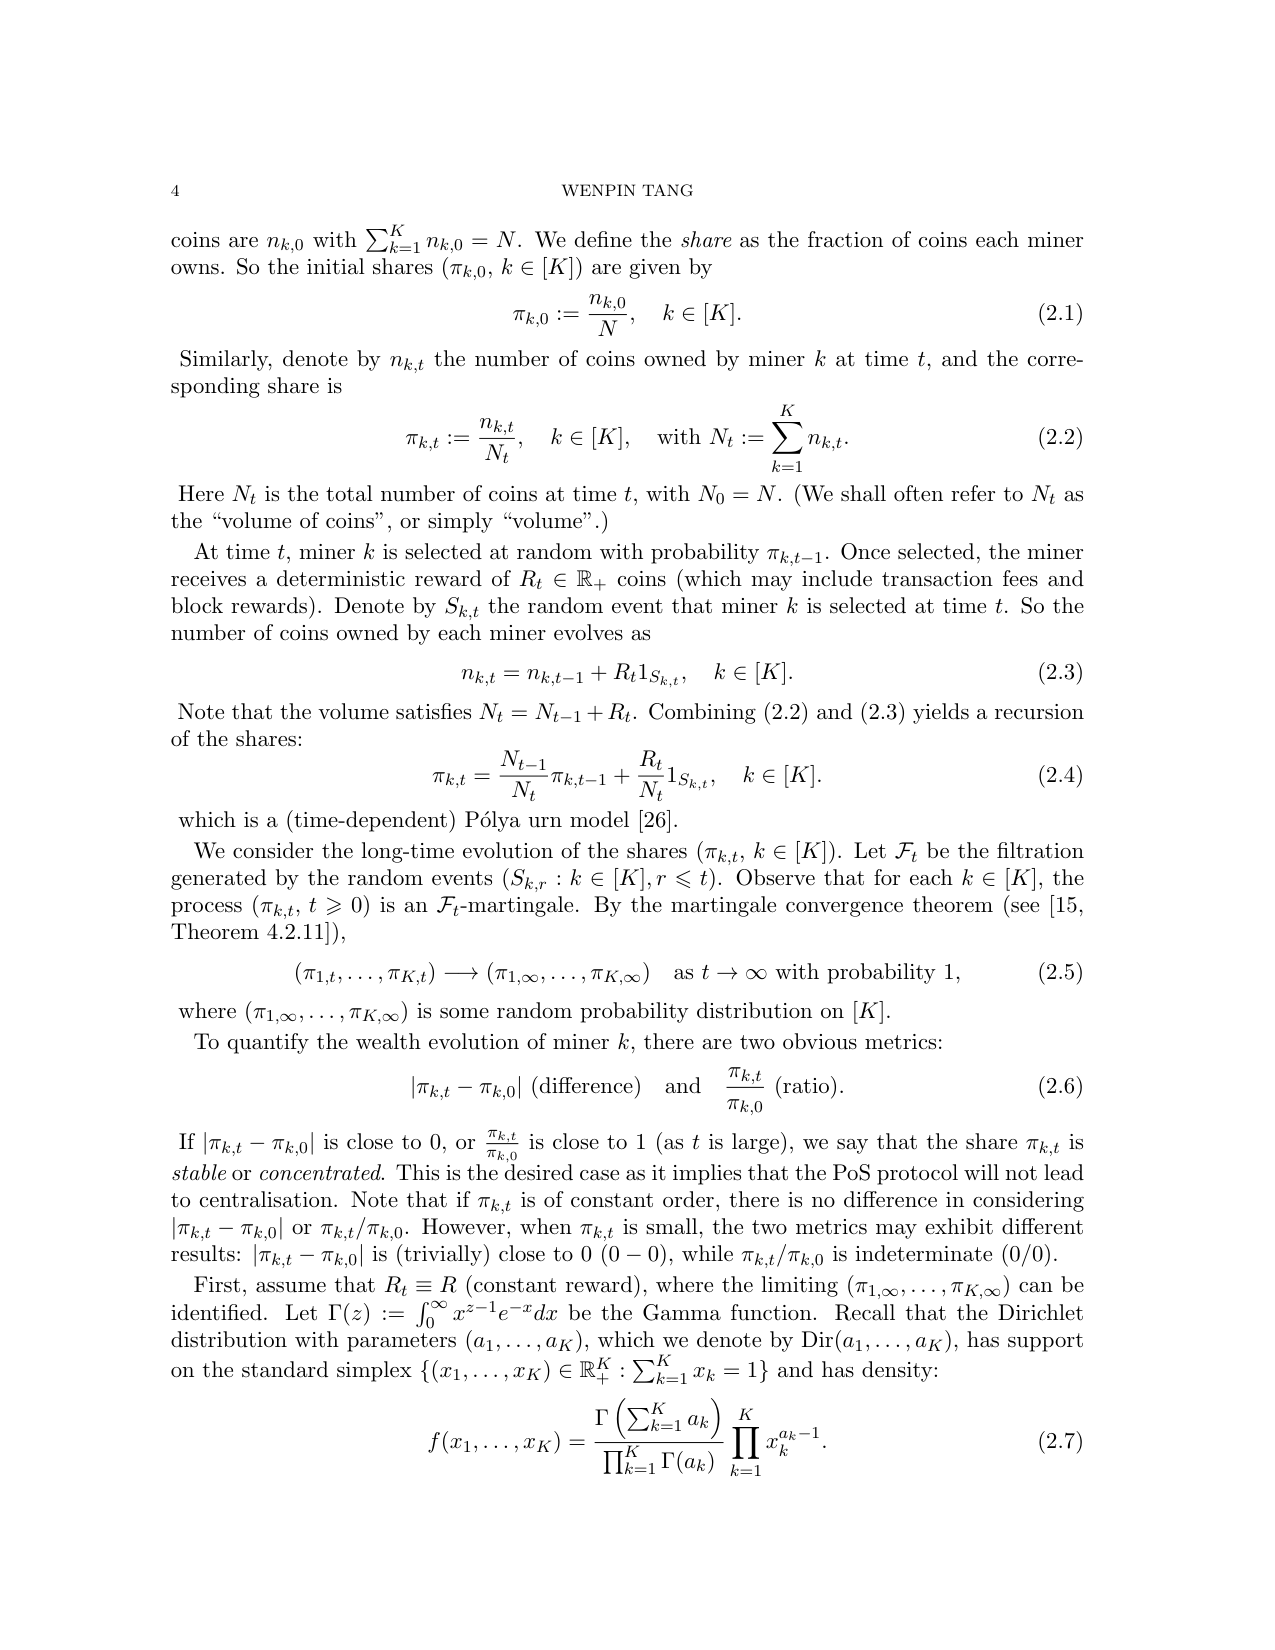 4 WENPIN TANG
coins are $n_{k,0}$ with $\sum_{k=1}^K n_{k,0} = N$. We define the share as the fraction of coins each miner
owns. So the initial shares ($\pi_{k,0}$, $k \in [K]$) are given by
$\pi_{k,0} := \frac{n_{k,0}}{N}, \quad k \in [K].$ (2.1)
Similarly, denote by $n_{k,t}$ the number of coins owned by miner $k$ at time $t$, and the corre-
sponding share is
$\pi_{k,t} := \frac{n_{k,t}}{N_t}, \quad k \in [K], \quad \text{with } N_t := \sum_{k=1}^K n_{k,t}.$ (2.2)
Here $N_t$ is the total number of coins at time $t$, with $N_0 = N$. (We shall often refer to $N_t$ as
the “volume of coins”, or simply “volume”.)
At time $t$, miner $k$ is selected at random with probability $\pi_{k,t-1}$. Once selected, the miner
receives a deterministic reward of $R_t \in \mathbb{R}_+$ coins (which may include transaction fees and
block rewards). Denote by $S_{k,t}$ the random event that miner $k$ is selected at time $t$. So the
number of coins owned by each miner evolves as
$n_{k,t} = n_{k,t-1} + R_t 1_{S_{k,t}}, \quad k \in [K].$ (2.3)
Note that the volume satisfies $N_t = N_{t-1} + R_t$. Combining (2.2) and (2.3) yields a recursion
of the shares:
$\pi_{k,t} = \frac{N_{t-1}}{N_t} \pi_{k,t-1} + \frac{R_t}{N_t} 1_{S_{k,t}}, \quad k \in [K].$ (2.4)
which is a (time-dependent) Pólya urn model [26].
We consider the long-time evolution of the shares ($\pi_{k,t}$, $k \in [K]$). Let $\mathcal{F}_t$ be the filtration
generated by the random events ($S_{k,r} : k \in [K], r \leqslant t$). Observe that for each $k \in [K]$, the
process ($\pi_{k,t}$, $t \geqslant 0$) is an $\mathcal{F}_t$-martingale. By the martingale convergence theorem (see [15,
Theorem 4.2.11]),
$(\pi_{1,t}, \ldots, \pi_{K,t}) \longrightarrow (\pi_{1,\infty}, \ldots, \pi_{K,\infty}) \quad \text{as } t \to \infty \text{ with probability } 1,$ (2.5)
where $(\pi_{1,\infty}, \ldots, \pi_{K,\infty})$ is some random probability distribution on $[K]$.
To quantify the wealth evolution of miner $k$, there are two obvious metrics:
$|\pi_{k,t} - \pi_{k,0}| \text{ (difference)} \quad \text{and} \quad \frac{\pi_{k,t}}{\pi_{k,0}} \text{ (ratio)}.$ (2.6)
If $|\pi_{k,t} - \pi_{k,0}|$ is close to 0, or $\frac{\pi_{k,t}}{\pi_{k,0}}$ is close to 1 (as $t$ is large), we say that the share $\pi_{k,t}$ is
stable or concentrated. This is the desired case as it implies that the PoS protocol will not lead
to centralisation. Note that if $\pi_{k,t}$ is of constant order, there is no difference in considering
$|\pi_{k,t} - \pi_{k,0}|$ or $\pi_{k,t}/\pi_{k,0}$. However, when $\pi_{k,t}$ is small, the two metrics may exhibit different
results: $|\pi_{k,t} - \pi_{k,0}|$ is (trivially) close to 0 $(0 - 0)$, while $\pi_{k,t}/\pi_{k,0}$ is indeterminate $(0/0)$.
First, assume that $R_t \equiv R$ (constant reward), where the limiting $(\pi_{1,\infty}, \ldots, \pi_{K,\infty})$ can be
identified. Let $\Gamma(z) := \int_0^\infty x^{z-1} e^{-x} dx$ be the Gamma function. Recall that the Dirichlet
distribution with parameters $(a_1, \ldots, a_K)$, which we denote by $\text{Dir}(a_1, \ldots, a_K)$, has support
on the standard simplex $\{(x_1, \ldots, x_K) \in \mathbb{R}_+^K : \sum_{k=1}^K x_k = 1\}$ and has density:
$f(x_1, \ldots, x_K) = \frac{\Gamma\left(\sum_{k=1}^K a_k\right)}{\prod_{k=1}^K \Gamma(a_k)} \prod_{k=1}^K x_k^{a_k - 1}.$ (2.7)